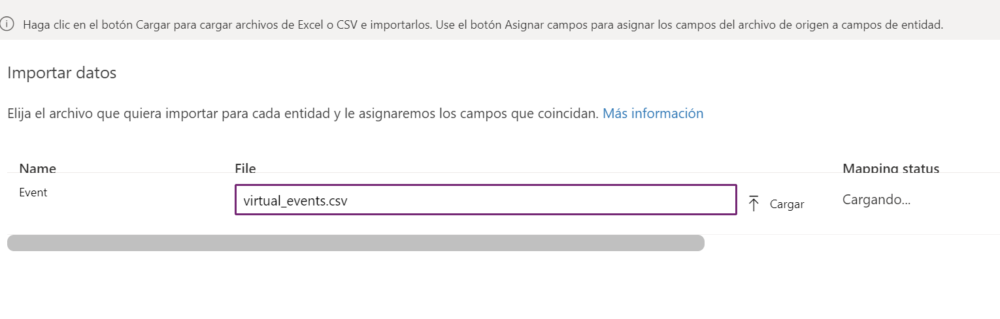 Haga clic en el botón Cargar para cargar archivos de Excel o CSV e importarlos. Use el botón Asignar campos para asignar los campos del archivo de origen a campos de entidad.
Importar datos
Elija el archivo que quiera importar para cada entidad y le asignaremos los campos que coincidan. Más información
Name File Mapping status
Event virtual_events.csv Cargar Cargando...